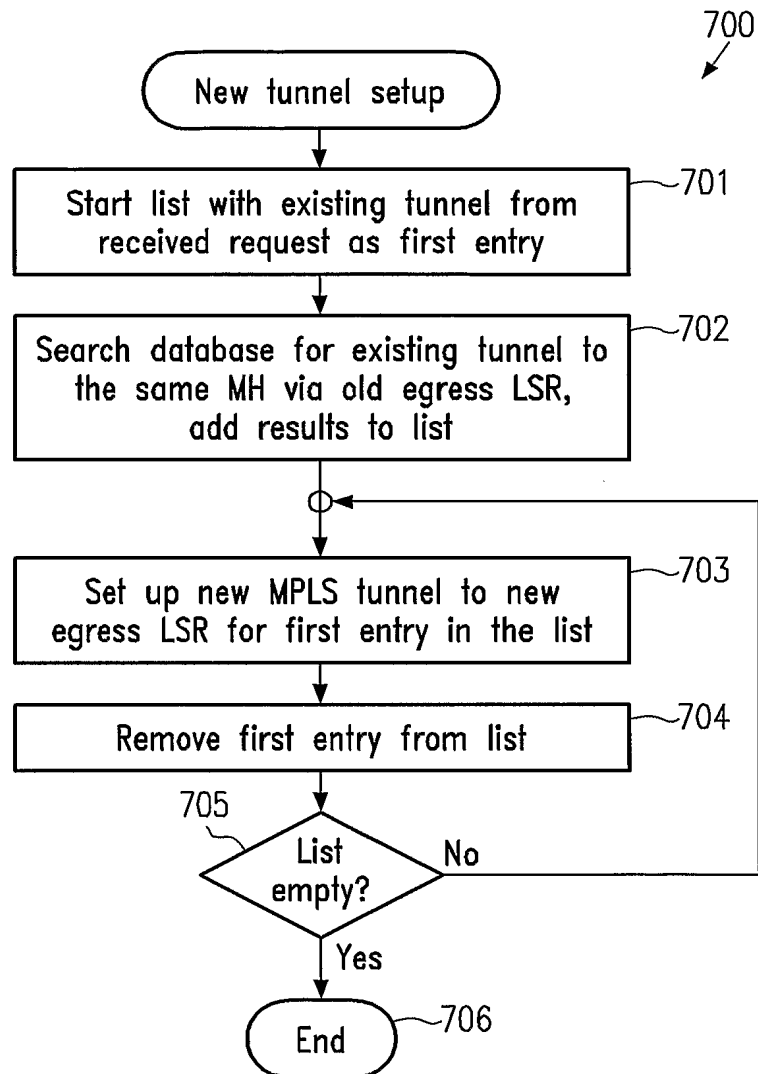 700
New tunnel setup
701
Start list with existing tunnel from
received request as first entry
702
Search database for existing tunnel to
the same MH via old egress LSR,
add results to list
703
Set up new MPLS tunnel to new
egress LSR for first entry in the list
704
Remove first entry from list
705
List
empty?
No
Yes
End
706